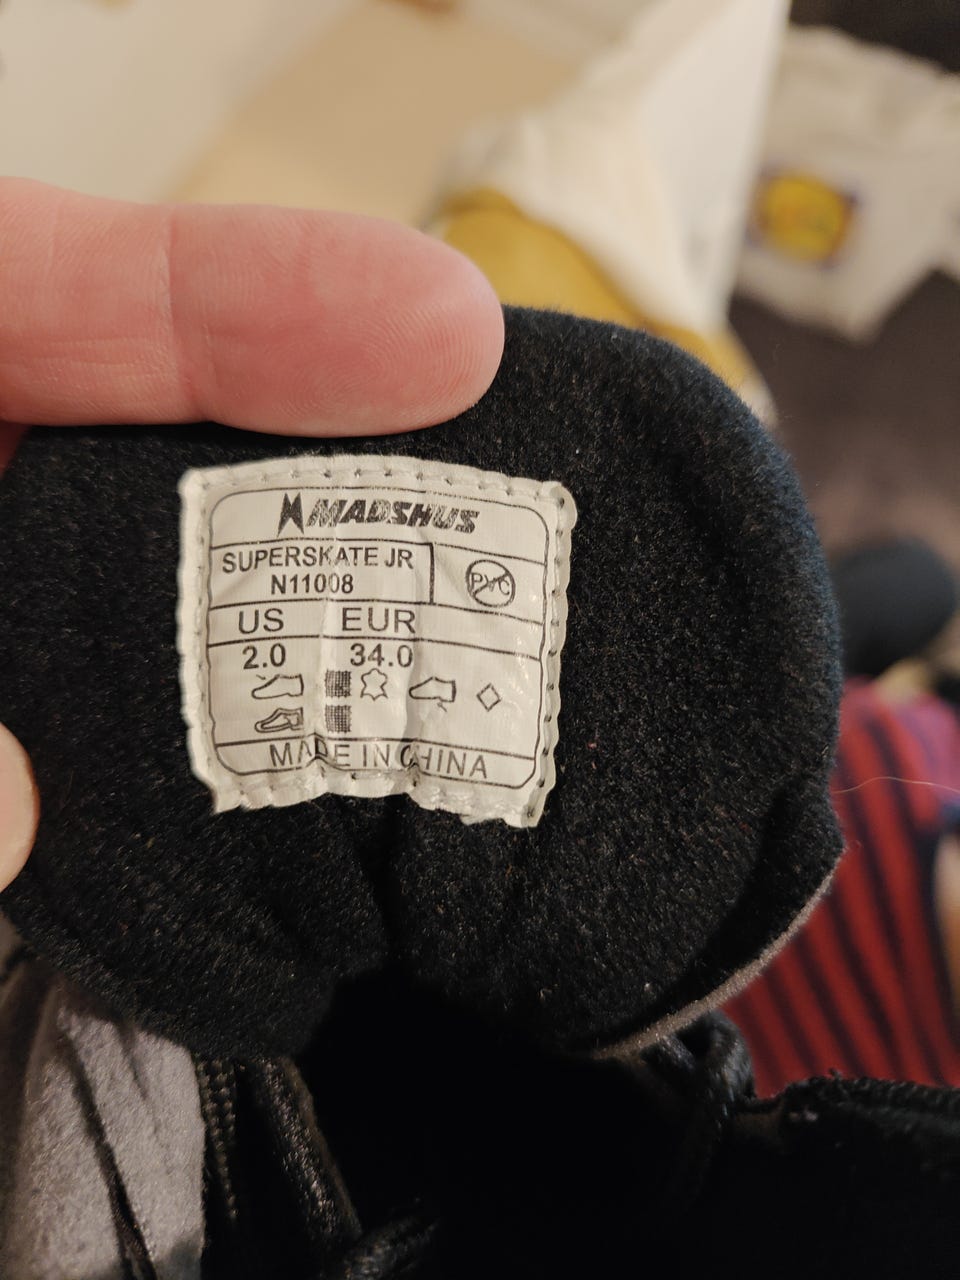 MADSHUS
SUPERSKATE JR
N11008
PVC
US EUR
2.0 34.0
MADE IN CHINA